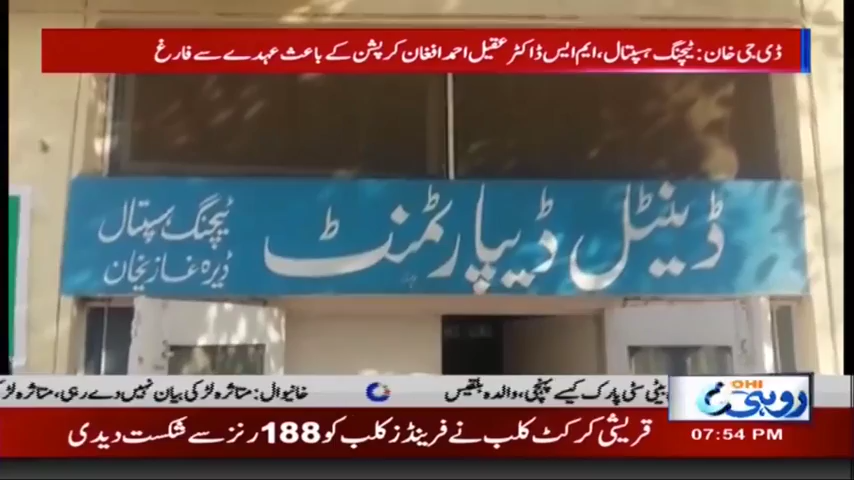 ڈی جی خان: ٹیچنگ ہسپتال، ایم ایس ڈاکٹر عقیل احمد افغان کرپشن کے باعث عہدے سے فارغ
ڈینٹل ڈیپارٹمنٹ
ٹیچنگ ہسپتال
ڈیرہ غازیخان
بیٹی سٹی پارک کیسے پہنچی، والدہ بلقیس
خانیوال: متاثرہ لڑکی بیان نہیں دے رہی، متاثرہ لڑ
OHI
روہی
قریشی کرکٹ کلب نے فرینڈز کلب کو 188 رنز سے شکست دیدی
07:54 PM